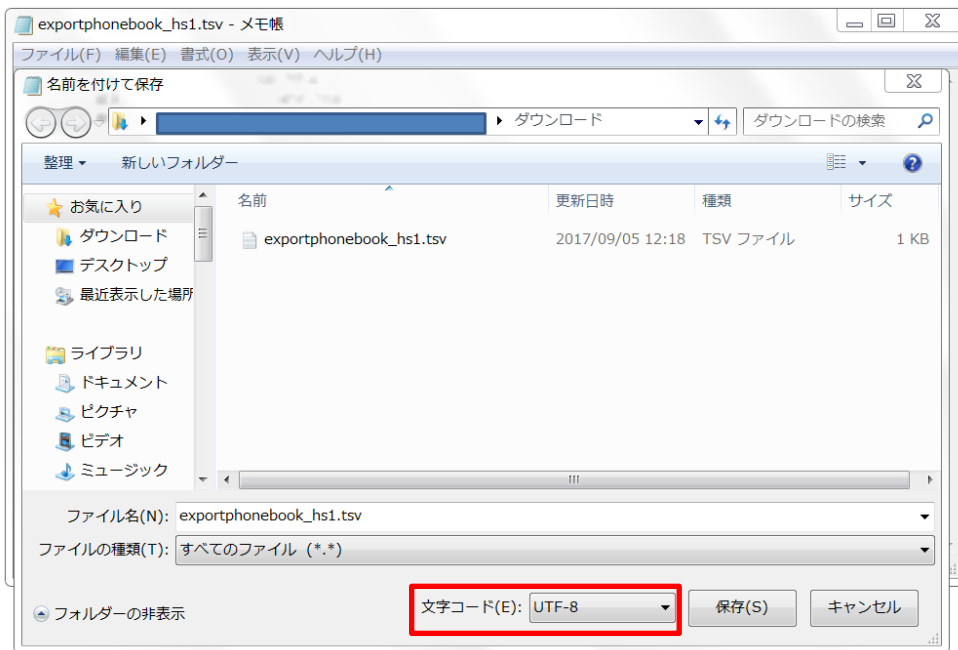 exportphonebook_hs1.tsv - メモ帳
ファイル(F) 編集(E) 書式(O) 表示(V) ヘルプ(H)
名前を付けて保存
ダウンロード ダウンロードの検索
整理 新しいフォルダー
お気に入り
ダウンロード
デスクトップ
最近表示した場所
ライブラリ
ドキュメント
ピクチャ
ビデオ
ミュージック
名前 更新日時 種類 サイズ
exportphonebook_hs1.tsv 2017/09/05 12:18 TSV ファイル 1 KB
ファイル名(N): exportphonebook_hs1.tsv
ファイルの種類(T): すべてのファイル (*.*)
フォルダーの非表示 文字コード(E): UTF-8 保存(S) キャンセル